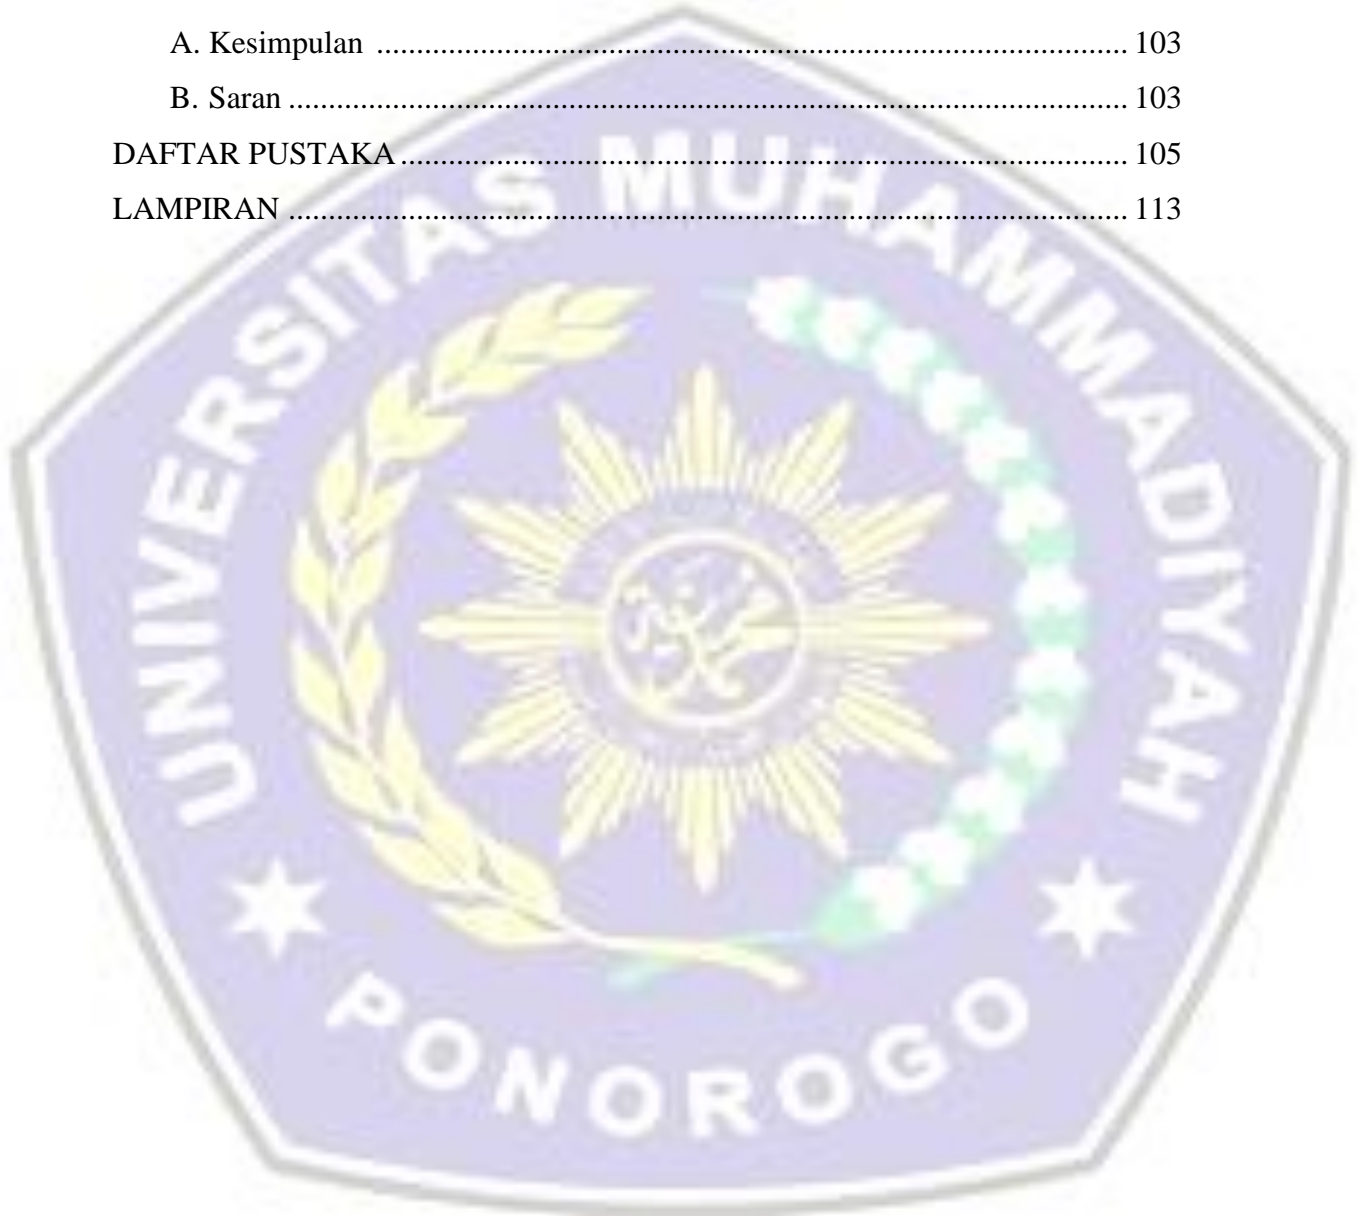 A. Kesimpulan ................................................................................................ 103
B. Saran ........................................................................................................... 103
DAFTAR PUSTAKA ............................................................................................. 105
LAMPIRAN ........................................................................................................... 113
UNIVERSITAS MUHAMMADIYAH
PONOROGO